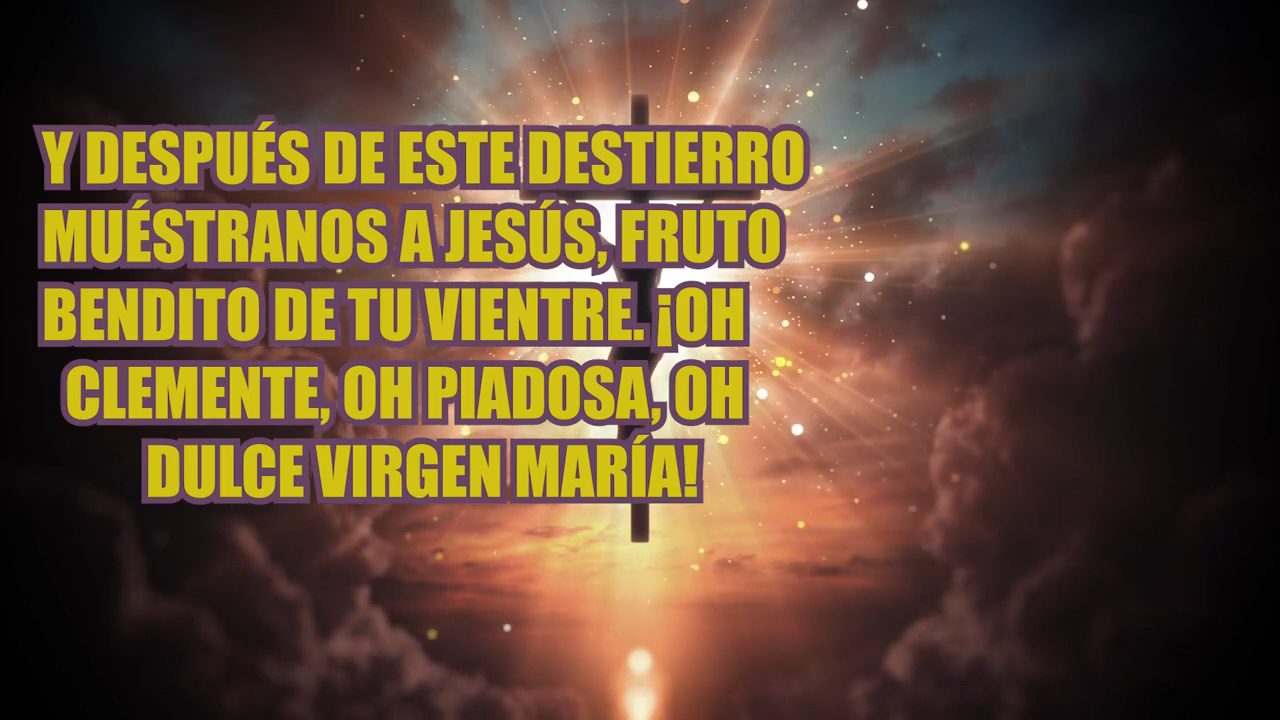 Y DESPUÉS DE ESTE DESTIERRO
MUÉSTRANOS A JESÚS, FRUTO
BENDITO DE TU VIENTRE. ¡OH
CLEMENTE, OH PIADOSA, OH
DULCE VIRGEN MARÍA!